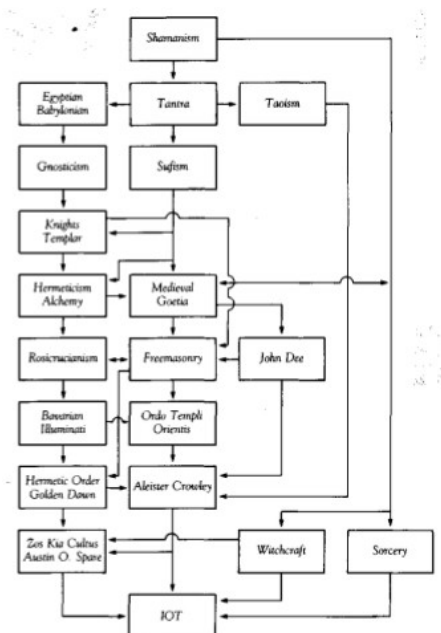 Shamanism
Egyptian
Babylonian
Tantra
Taoism
Gnosticism
Sufism
Knights
Templar
Hermeticism
Alchemy
Medieval
Goetia
Rosicrucianism
Freemasonry
John Dee
Bavarian
Illuminati
Ordo Templi
Orientis
Hermetic Order
Golden Dawn
Aleister Crowley
Zos Kia Cultus
Austin O. Spare
Witchcraft
Sorcery
IOT